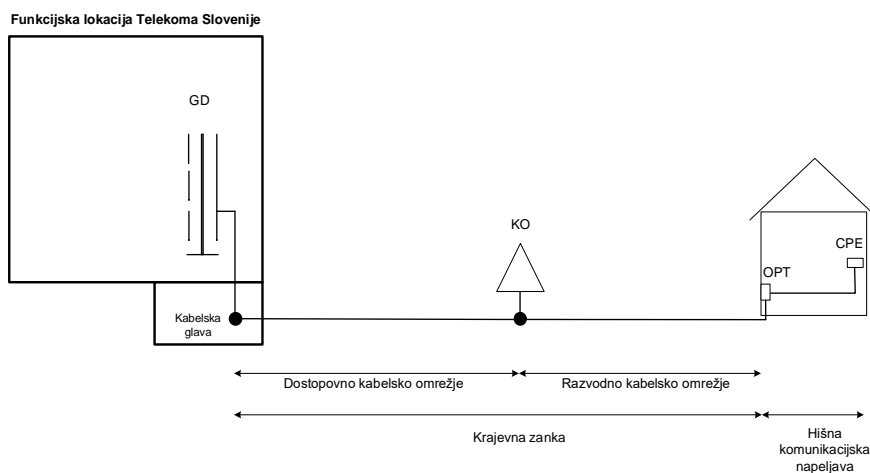 Funkcijska lokacija Telekoma Slovenije
GD
KO
CPE
OPT
Kabelska
glava
Dostopovno kabelsko omrežje
Razvodno kabelsko omrežje
Krajevna zanka
Hišna
komunikacijska
napeljava